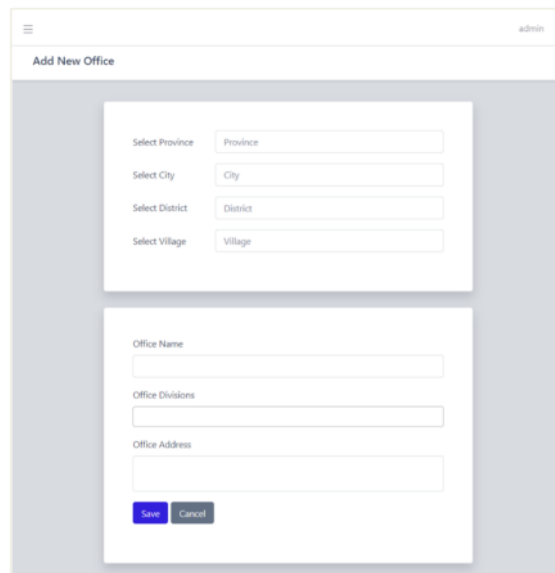 admin
Add New Office
Select Province Province
Select City City
Select District District
Select Village Village
Office Name
Office Divisions
Office Address
Save Cancel